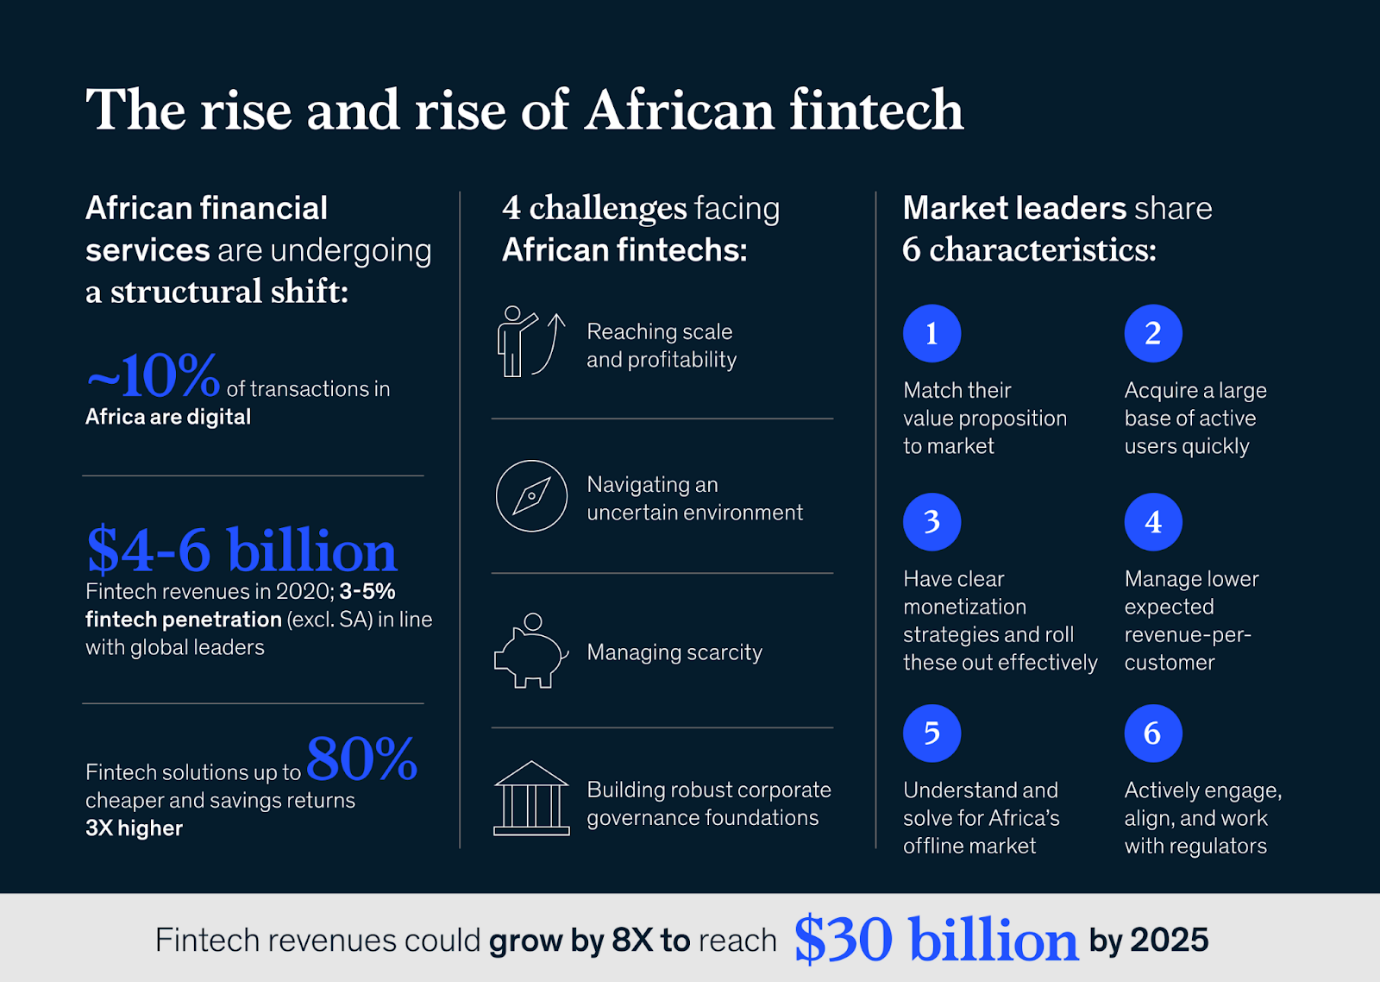 The rise and rise of African fintech
African financial
services are undergoing
a structural shift:
~10% of transactions in
Africa are digital
$4-6 billion
Fintech revenues in 2020; 3-5%
fintech penetration (excl. SA) in line
with global leaders
Fintech solutions up to 80%
cheaper and savings returns
3X higher
4 challenges facing
African fintechs:
Reaching scale
and profitability
Navigating an
uncertain environment
Managing scarcity
Building robust corporate
governance foundations
Market leaders share
6 characteristics:
1
Match their
value proposition
to market
2
Acquire a large
base of active
users quickly
3
Have clear
monetization
strategies and roll
these out effectively
4
Manage lower
expected
revenue-per-
customer
5
Understand and
solve for Africa's
offline market
6
Actively engage,
align, and work
with regulators
Fintech revenues could grow by 8X to reach $30 billion by 2025